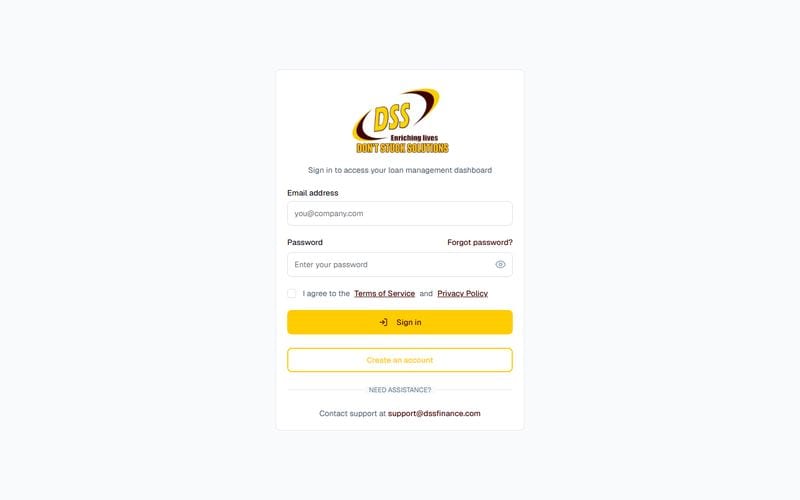 DSS
Enriching lives
DON'T STUCK SOLUTIONS
Sign in to access your loan management dashboard
Email address
you@company.com
Password Forgot password?
Enter your password
I agree to the Terms of Service and Privacy Policy
Sign in
Create an account
NEED ASSISTANCE?
Contact support at support@dssfinance.com